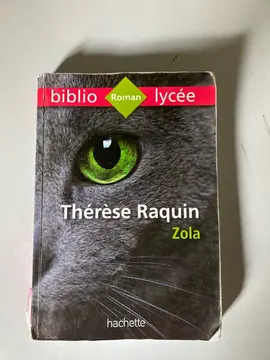 biblio Roman lycée
Thérèse Raquin
Zola
hachette